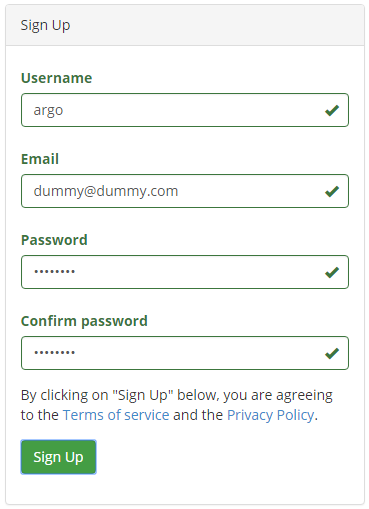 Sign Up
Username
argo
Email
dummy@dummy.com
Password
••••••••
Confirm password
••••••••
By clicking on "Sign Up" below, you are agreeing
to the Terms of service and the Privacy Policy.
Sign Up